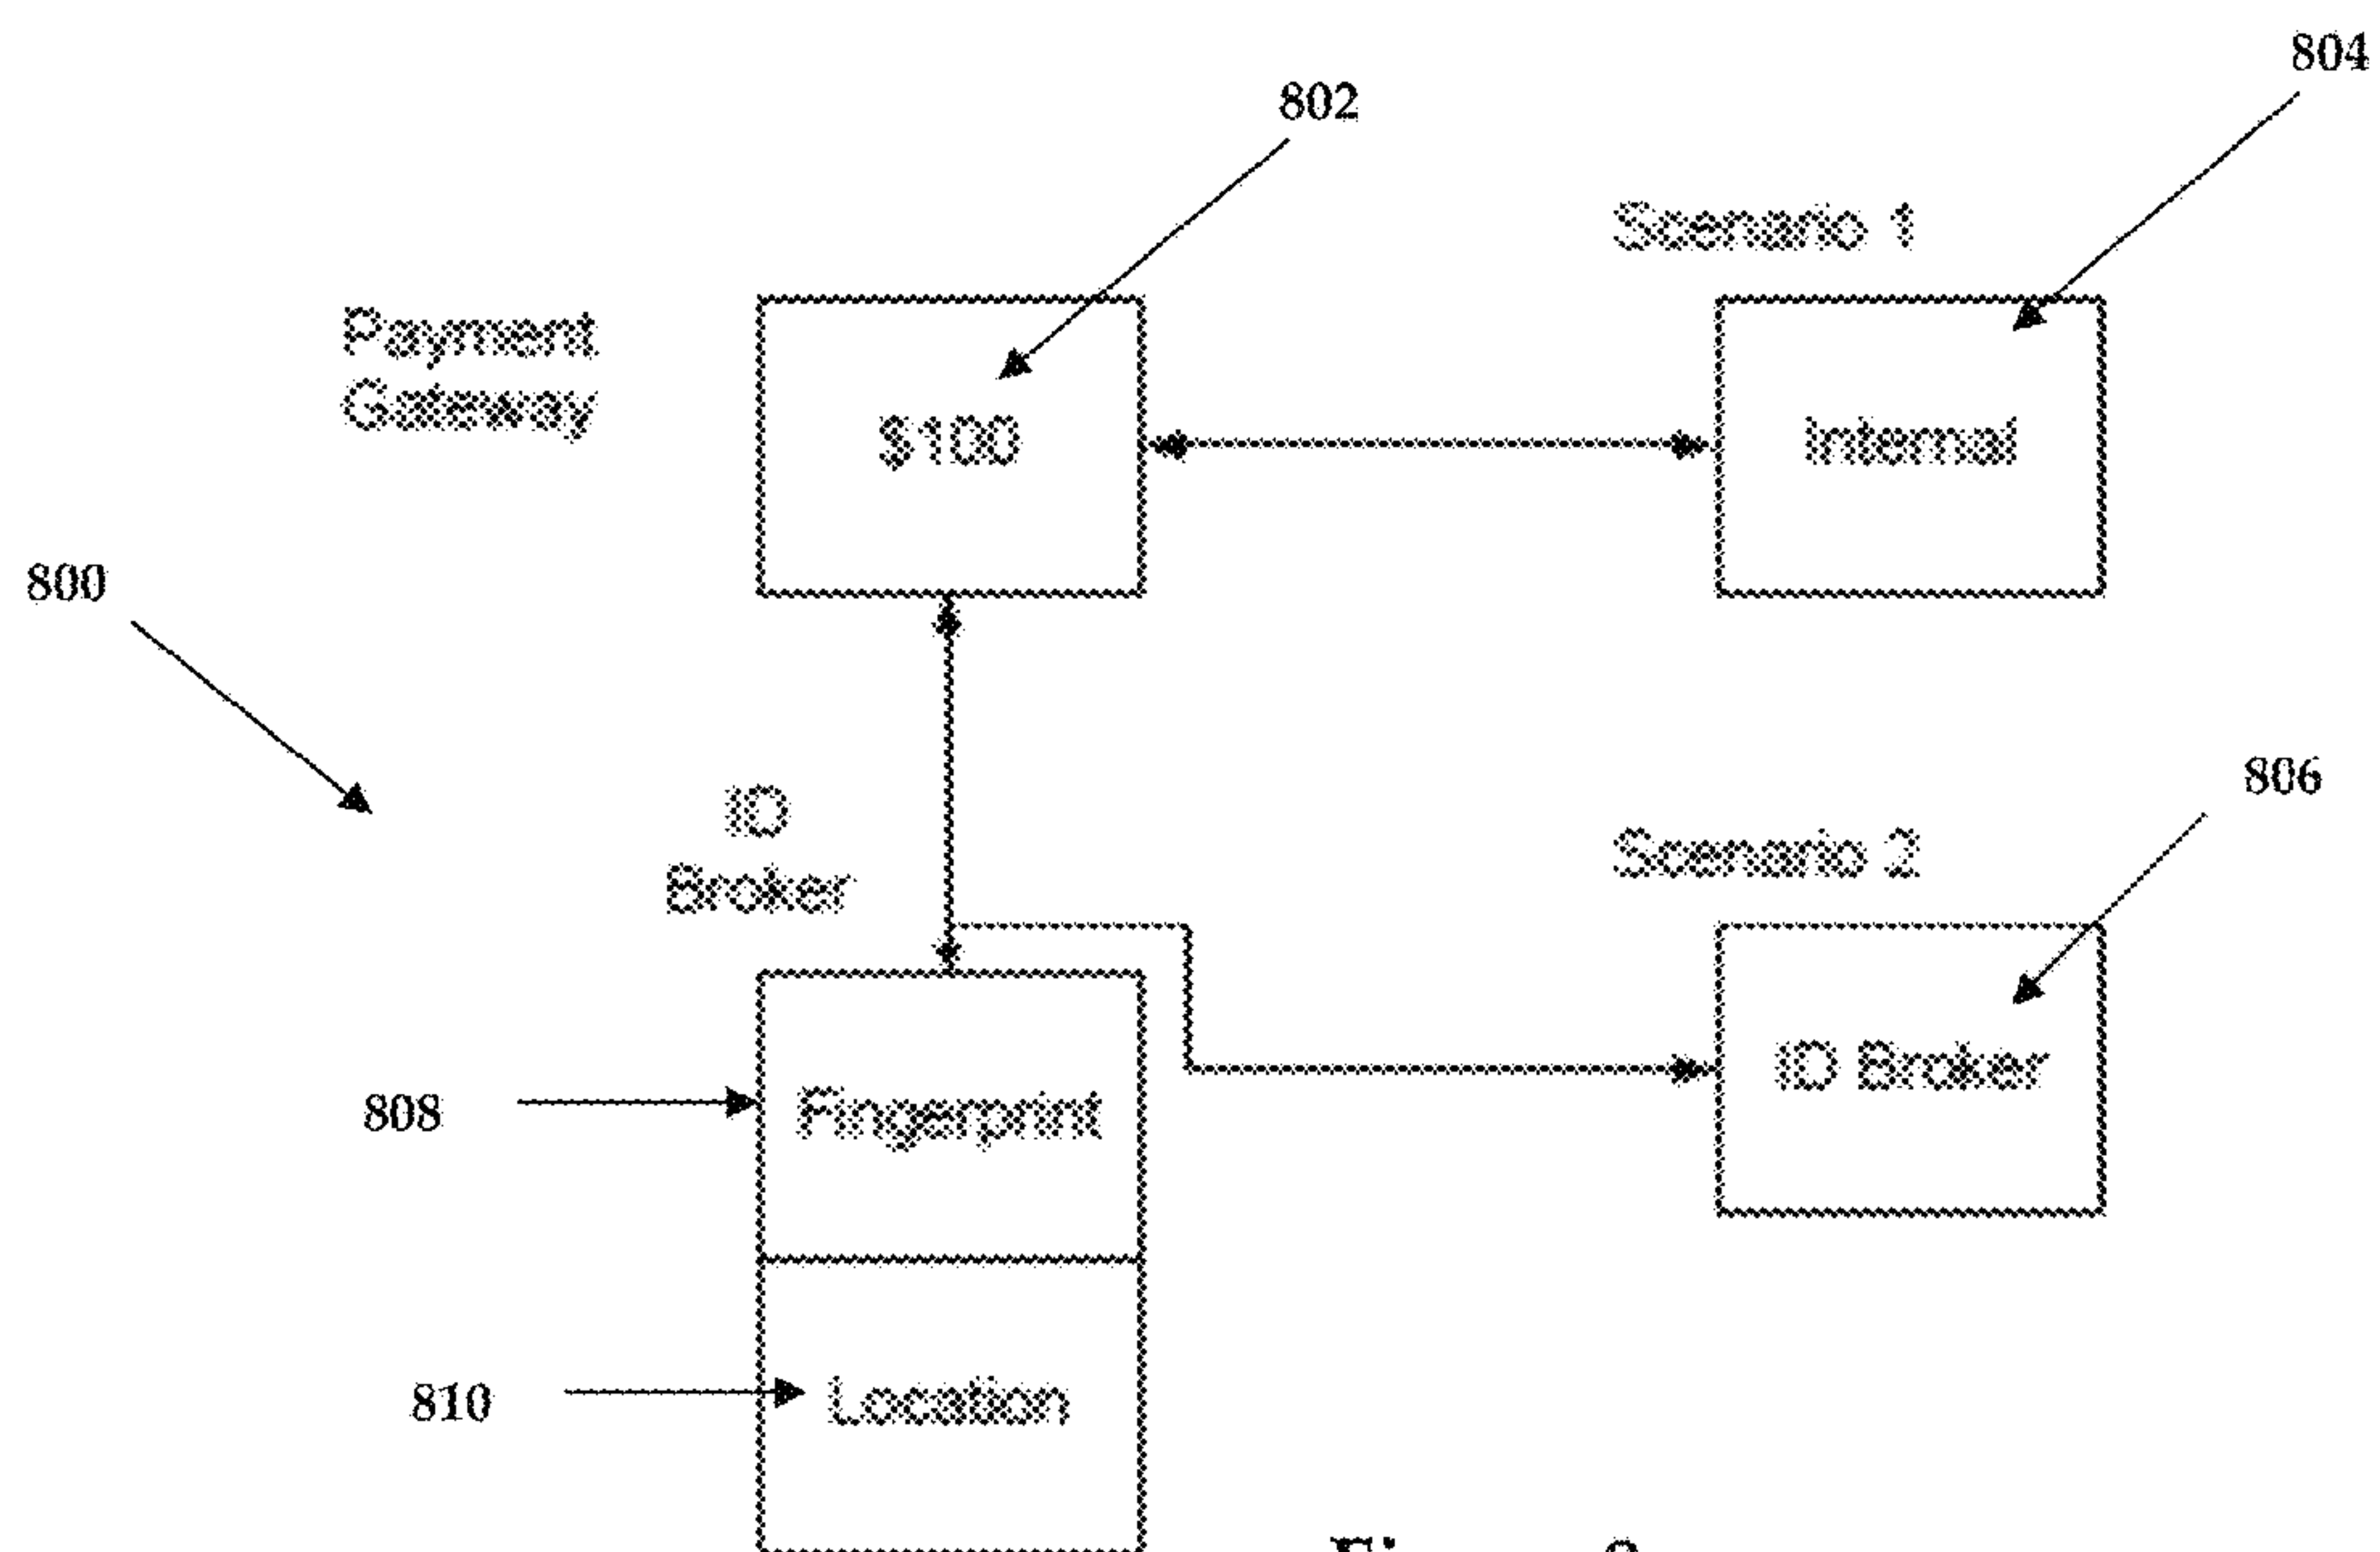 804
802
Scenario 1
Payment
Gateway
$100
Internal
800
806
ID
Broker
Scenario 2
ID Broker
808
Fingerprint
810
Location